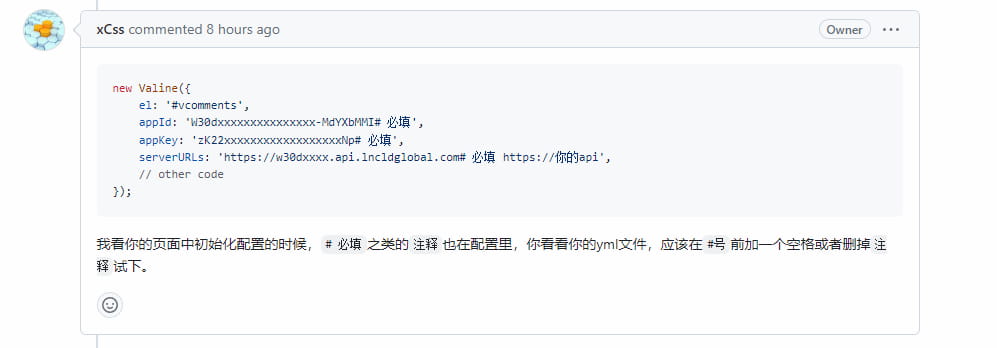 xCss commented 8 hours ago
Owner
new Valine({
el: '#vcomments',
appId: 'W30dxxxxxxxxxxxxxxx-MdYXbMMI# 必填',
appKey: 'zK22xxxxxxxxxxxxxxxxxxNp# 必填',
serverURLs: 'https://w30dxxxx.api.lncldglobal.com# 必填 https://你的api',
// other code
});
我看你的页面中初始化配置的时候， # 必填 之类的 注释 也在配置里，你看看你的yml文件，应该在 #号 前加一个空格或者删掉 注
释 试下。